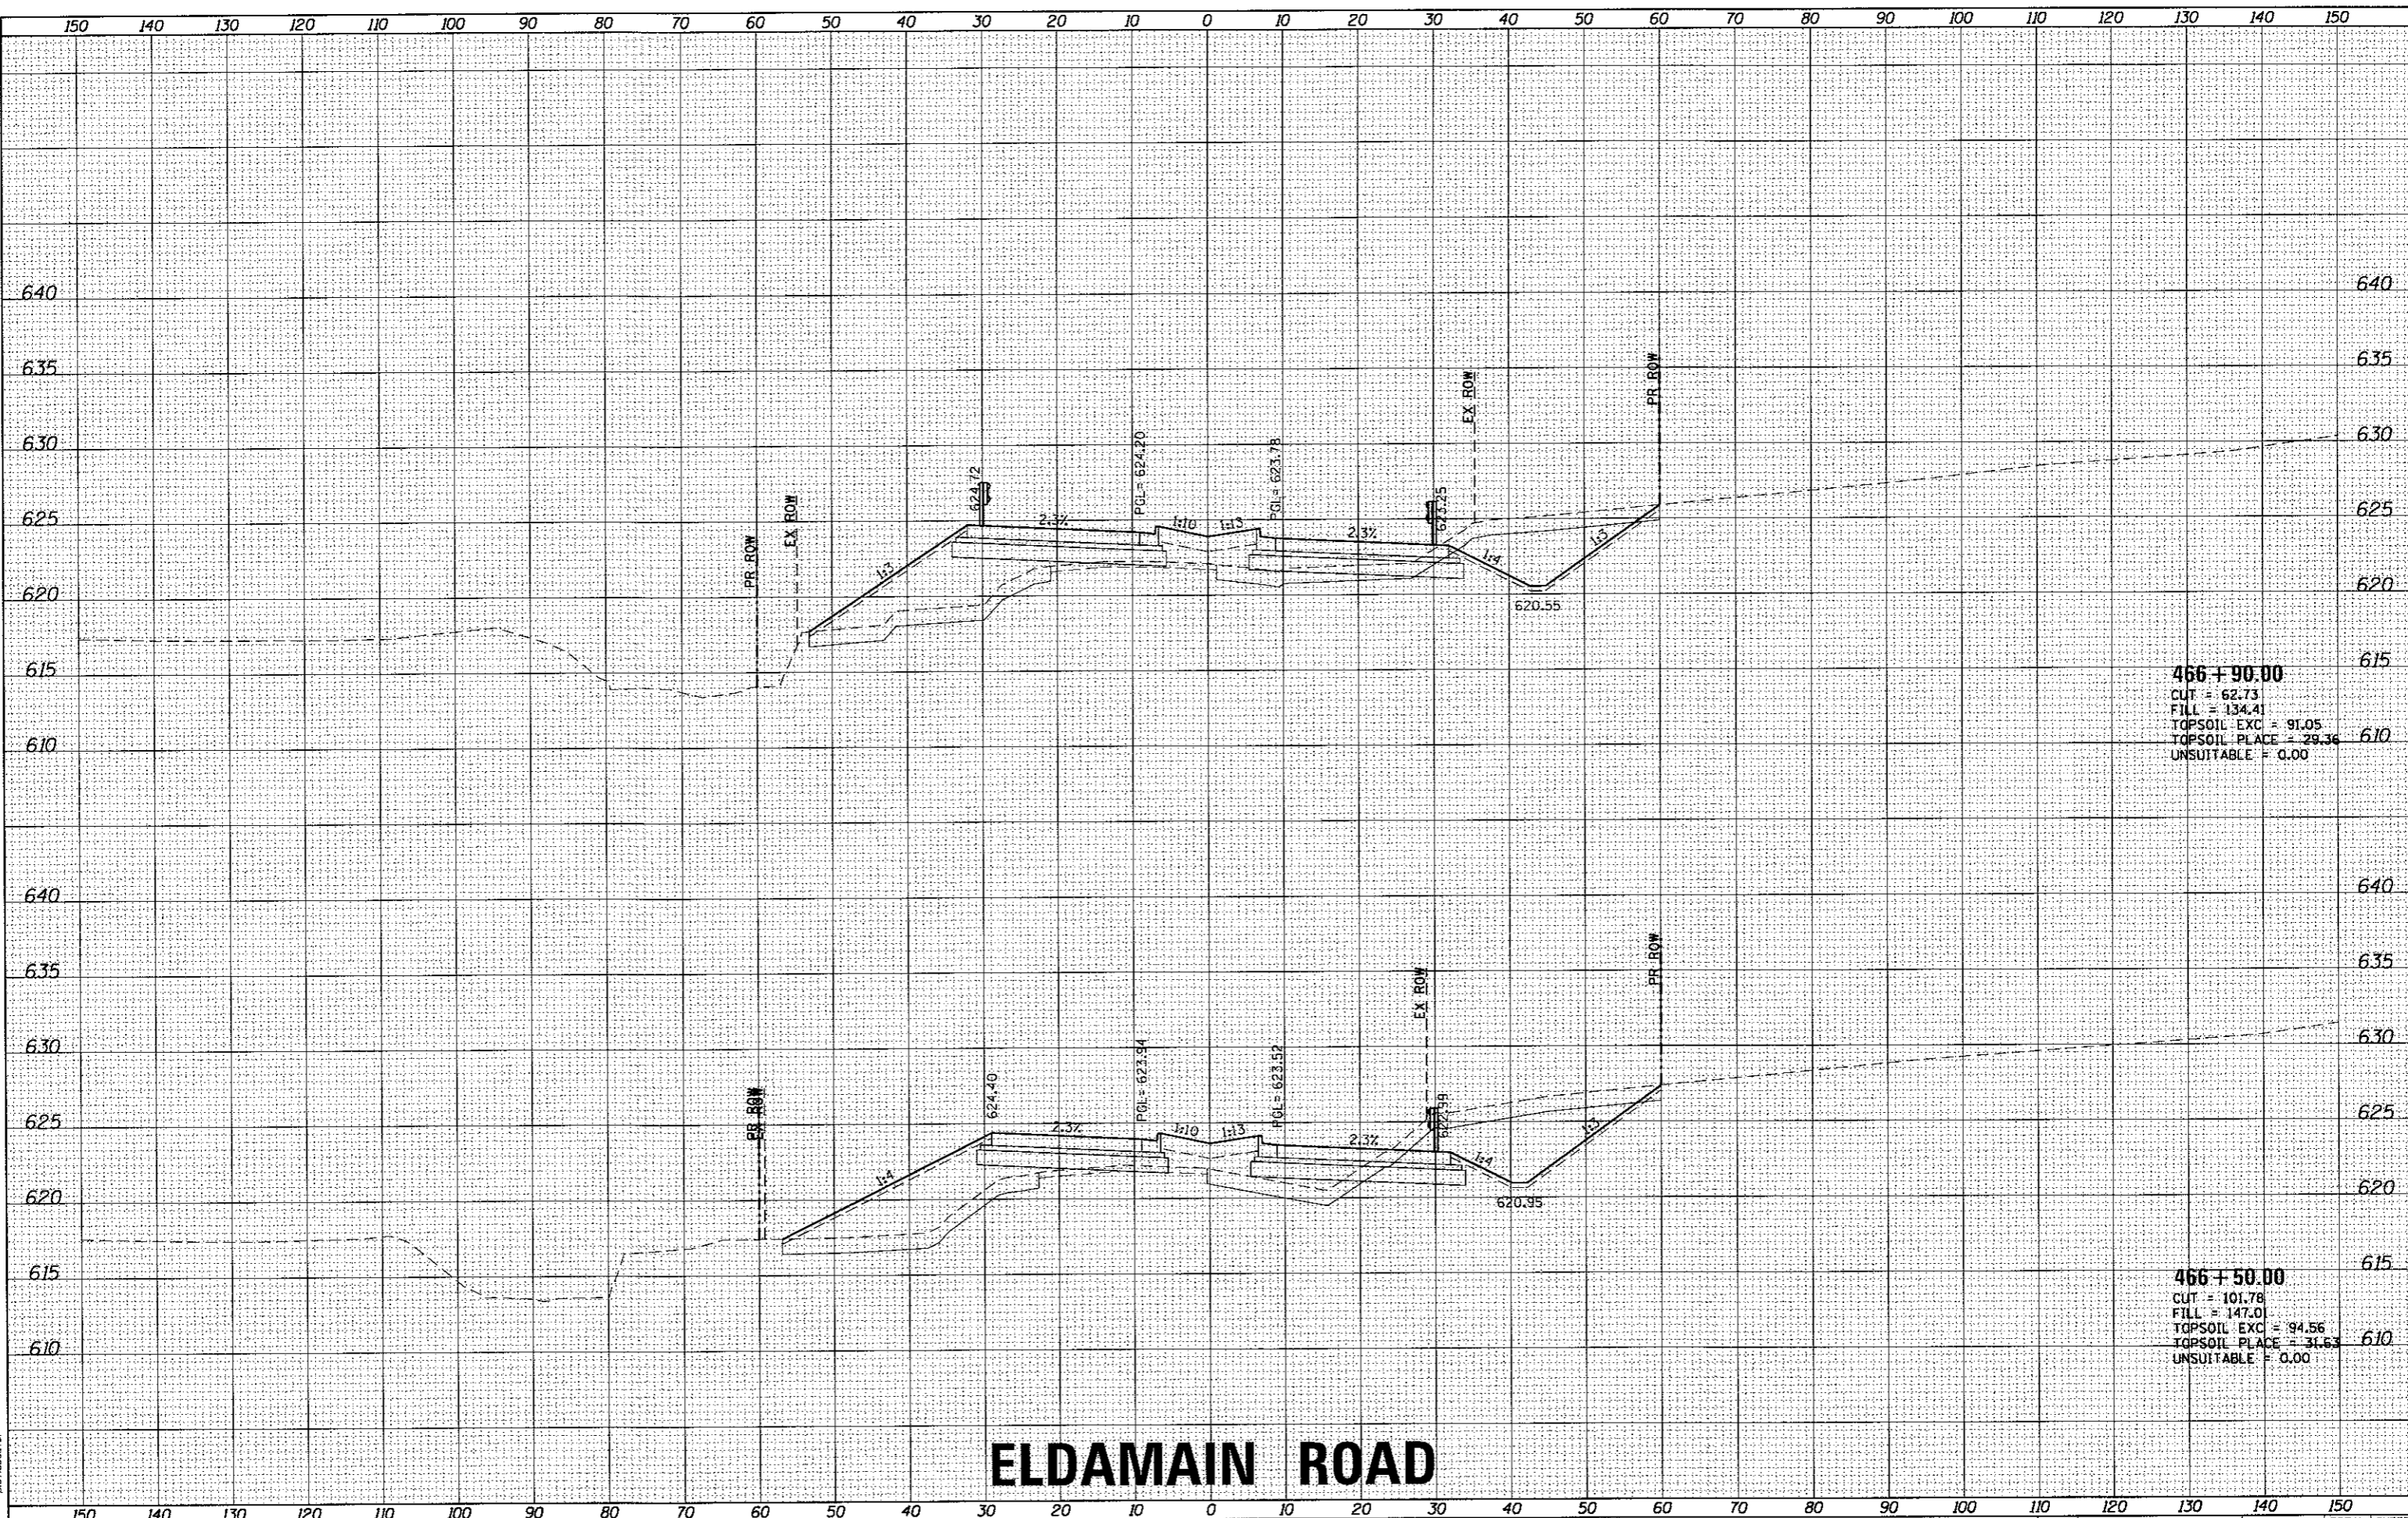 150 140 130 120 110 100 90 80 70 60 50 40 30 20 10 0 10 20 30 40 50 60 70 80 90 100 110 120 130 140 150
640 640
635 635
PR ROW
EX ROW
630 630
624.72
PGL= 624.20
PGL= 623.78
623.25
EX ROW
625 625
2.3% 1:10 1:13 2.3%
PR ROW
1:3 1:4 1:3
620 620
620.55
615 615
466+90.00
CUT = 62.73
FILL = 134.41
TOPSOIL EXC = 91.05
610 TOPSOIL PLACE = 29.36 610
UNSUITABLE = 0.00
640 640
635 635
PR ROW
EX ROW
630 630
624.40
PGL= 623.94
PGL= 623.52
622.99
PR ROW
EX ROW
625 625
2.3% 1:10 1:13 2.3%
1:4 1:4 1:3
620 620
620.95
615 615
466+50.00
CUT = 101.78
FILL = 147.01
TOPSOIL EXC = 94.56
610 TOPSOIL PLACE = 31.63 610
UNSUITABLE = 0.00
ELDAMAIN ROAD
150 140 130 120 110 100 90 80 70 60 50 40 30 20 10 0 10 20 30 40 50 60 70 80 90 100 110 120 130 140 150